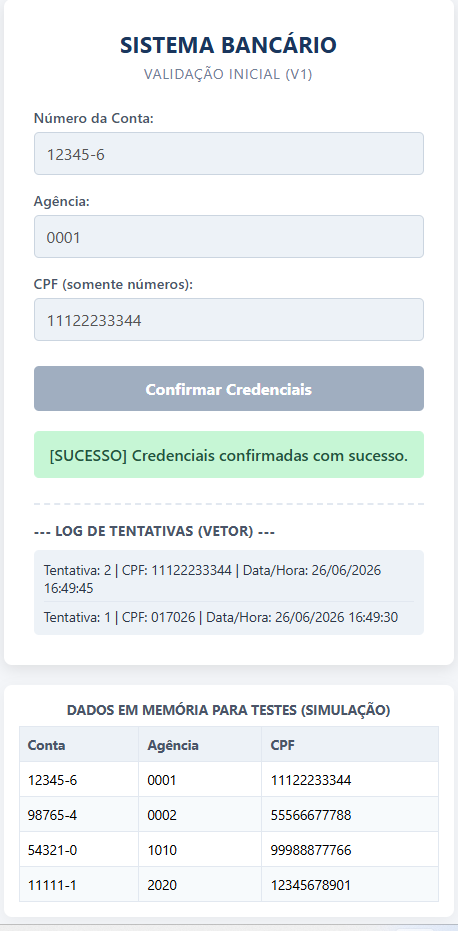 SISTEMA BANCÁRIO
VALIDAÇÃO INICIAL (V1)
Número da Conta:
12345-6
Agência:
0001
CPF (somente números):
11122233344
Confirmar Credenciais
[SUCESSO] Credenciais confirmadas com sucesso.
--- LOG DE TENTATIVAS (VETOR) ---
Tentativa: 2 | CPF: 11122233344 | Data/Hora: 26/06/2026
16:49:45
Tentativa: 1 | CPF: 017026 | Data/Hora: 26/06/2026 16:49:30
DADOS EM MEMÓRIA PARA TESTES (SIMULAÇÃO)
Conta Agência CPF
12345-6 0001 11122233344
98765-4 0002 55566677788
54321-0 1010 99988877766
11111-1 2020 12345678901